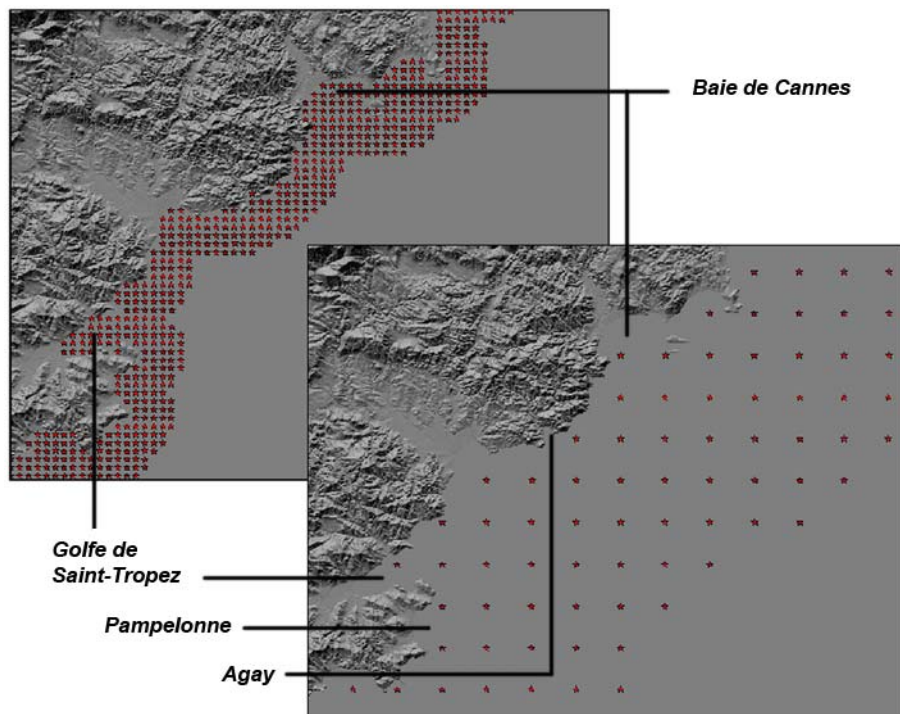 Baie de Cannes
Golfe de
Saint-Tropez
Pampelonne
Agay